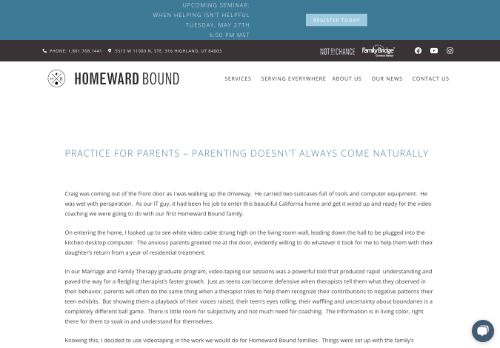 UPCOMING SEMINAR:
WHEN HELPING ISN'T HELPFUL
TUESDAY, MAY 27TH
6:00 PM MST
REGISTER TODAY
PHONE: 1.801.768.1441
5513 W 11000 N, STE. 316 HIGHLAND, UT 84003
NOT BY CHANCE
FamilyBridge
HOMEWARD BOUND
SERVICES
SERVING EVERYWHERE
ABOUT US
OUR NEWS
CONTACT US
PRACTICE FOR PARENTS – PARENTING DOESN\'T ALWAYS COME NATURALLY
Craig was coming out of the front door as I was walking up the driveway. He carried two suitcases full of tools and computer equipment. He
was wet with perspiration. As our IT guy, it had been his job to enter this beautiful California home and get it wired up and ready for the video
coaching we were going to do with our first Homeward Bound family.
On entering the home, I looked up to see white video cable strung high on the living room wall, leading down the hall to be plugged into the
kitchen desktop computer. The anxious parents greeted me at the door, evidently willing to do whatever it took for me to help them with their
daughter's return from a year of residential treatment.
In our Marriage and Family Therapy graduate program, video-taping our sessions was a powerful tool that produced rapid understanding and
paved the way for a fledgling therapist's faster growth. Just as teens can become defensive when therapists tell them what they observed in
their behavior, parents will often do the same thing when a therapist tries to help them recognize their contributions to negative patterns their
teen exhibits. But showing them a playback of their voices raised, their teen's eyes rolling, their waffling and uncertainty about boundaries is a
completely different ball game. There is little room for subjectivity and not much need for coaching. The information is in living color, right
there for them to soak in and understand for themselves.
Knowing this, I decided to use videotaping in the work we would do for Homeward Bound families. Things were set up with the family's